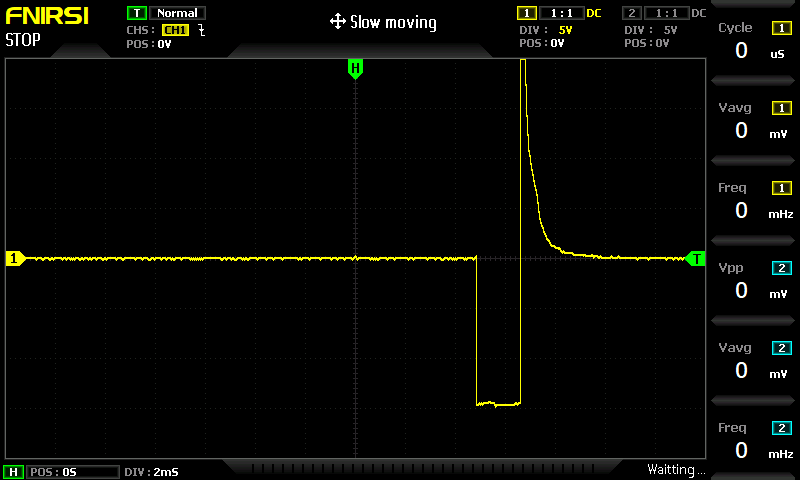 FNIRSI
STOP
T Normal
CHS: CH1
POS: 0V
Slow moving
1 1:1 DC
DIV: 5V
POS: 0V
2 1:1 DC
DIV: 5V
POS: 0V
H
1
T
Cycle 1
0 uS
Vavg 1
0 mV
Freq 1
0 mHz
Vpp 2
0 mV
Vavg 2
0 mV
Freq 2
0 mHz
H POS: 0S DIV: 2mS
Waitting...